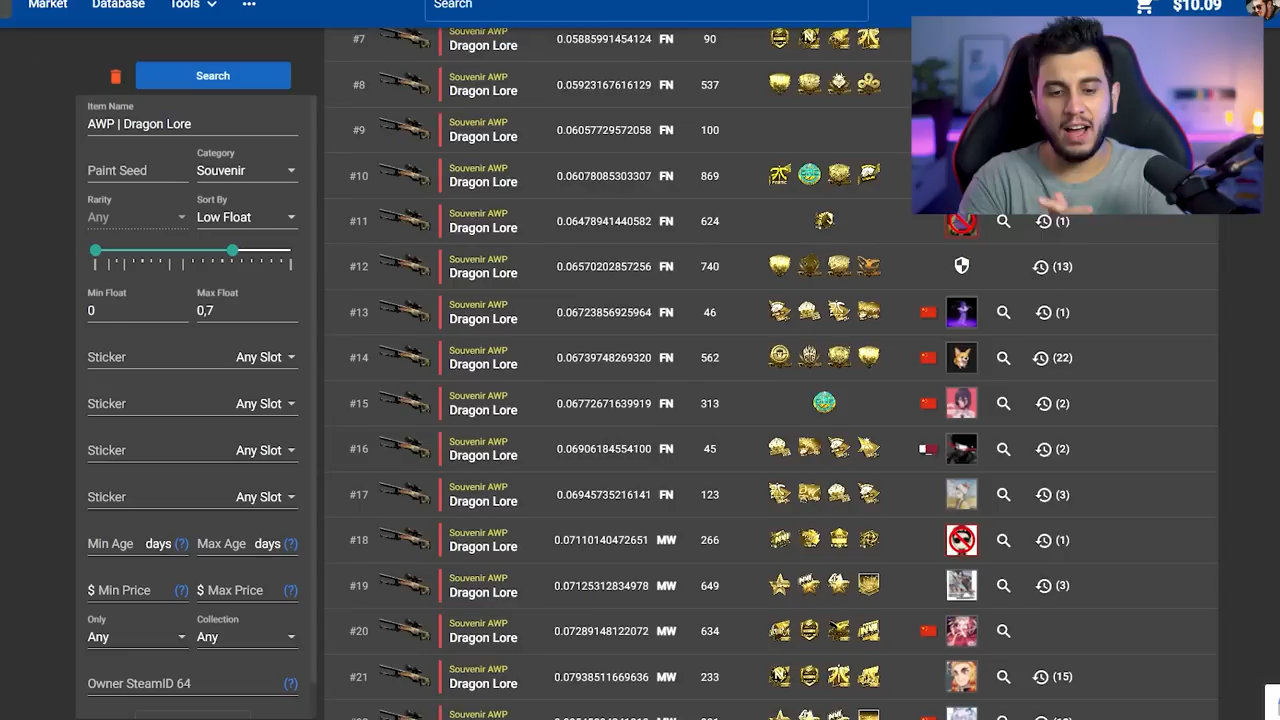 Market Database Tools ••• Search $10.09
Search
Item Name
AWP | Dragon Lore
Paint Seed
Category
Souvenir
Rarity
Any
Sort By
Low Float
Min Float
0
Max Float
0,7
Sticker Any Slot
Sticker Any Slot
Sticker Any Slot
Sticker Any Slot
Min Age days (?) Max Age days (?)
$ Min Price (?) $ Max Price (?)
Only
Any
Collection
Any
Owner SteamID 64 (?)
#7 Souvenir AWP
Dragon Lore 0.05885991454124 FN 90
#8 Souvenir AWP
Dragon Lore 0.05923167616129 FN 537
#9 Souvenir AWP
Dragon Lore 0.06057729572058 FN 100
#10 Souvenir AWP
Dragon Lore 0.06078085303307 FN 869
#11 Souvenir AWP
Dragon Lore 0.06478941440582 FN 624 (1)
#12 Souvenir AWP
Dragon Lore 0.06570202857256 FN 740 (13)
#13 Souvenir AWP
Dragon Lore 0.06723856925964 FN 46 (1)
#14 Souvenir AWP
Dragon Lore 0.06739748269320 FN 562 (22)
#15 Souvenir AWP
Dragon Lore 0.06772671639919 FN 313 (2)
#16 Souvenir AWP
Dragon Lore 0.06906184554100 FN 45 (2)
#17 Souvenir AWP
Dragon Lore 0.06945735216141 FN 123 (3)
#18 Souvenir AWP
Dragon Lore 0.07110140472651 MW 266 (1)
#19 Souvenir AWP
Dragon Lore 0.07125312834978 MW 649 (3)
#20 Souvenir AWP
Dragon Lore 0.07289148122072 MW 634
#21 Souvenir AWP
Dragon Lore 0.07938511669636 MW 233 (15)
Souvenir AWP